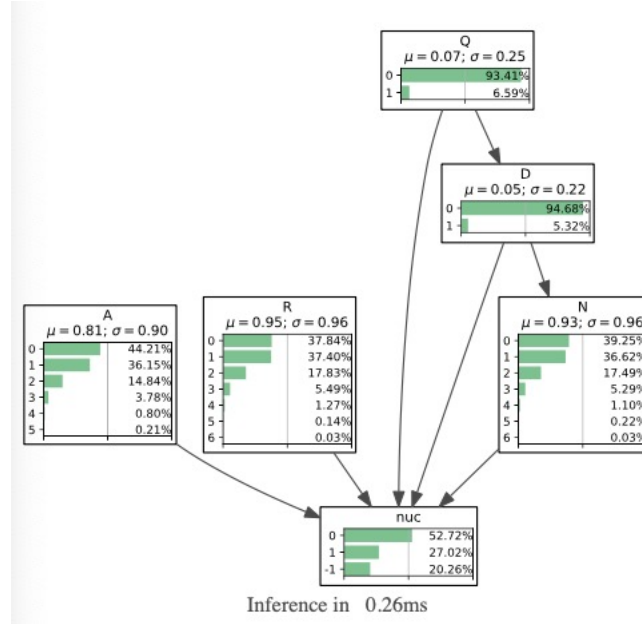 Q
μ = 0.07; σ = 0.25
0 93.41%
1 6.59%
D
μ = 0.05; σ = 0.22
0 94.68%
1 5.32%
A
μ = 0.81; σ = 0.90
0 44.21%
1 36.15%
2 14.84%
3 3.78%
4 0.80%
5 0.21%
R
μ = 0.95; σ = 0.96
0 37.84%
1 37.40%
2 17.83%
3 5.49%
4 1.27%
5 0.14%
6 0.03%
N
μ = 0.93; σ = 0.96
0 39.25%
1 36.62%
2 17.49%
3 5.29%
4 1.10%
5 0.22%
6 0.03%
nuc
0 52.72%
1 27.02%
-1 20.26%
Inference in 0.26ms